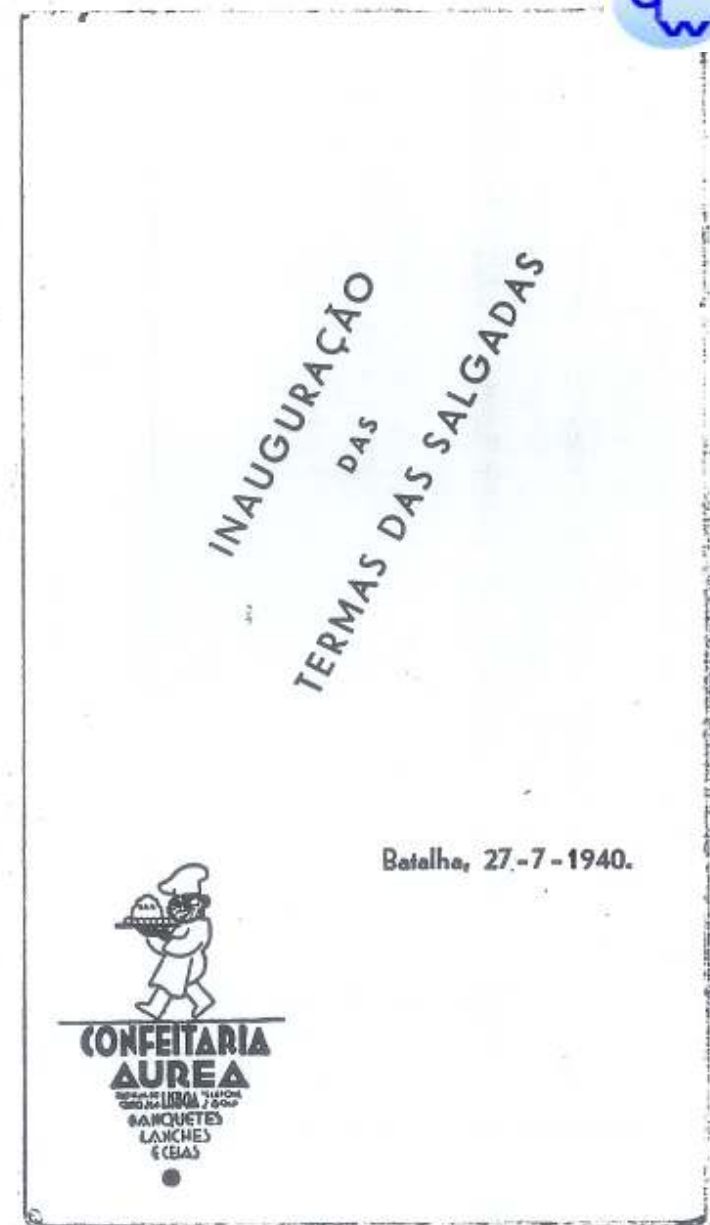 INAUGURAÇÃO
DAS
TERMAS DAS SALGADAS
Batalha, 27-7-1940.
CONFEITARIA
AUREA
LISBOA
BANQUETES
LANCHES
E CEIAS